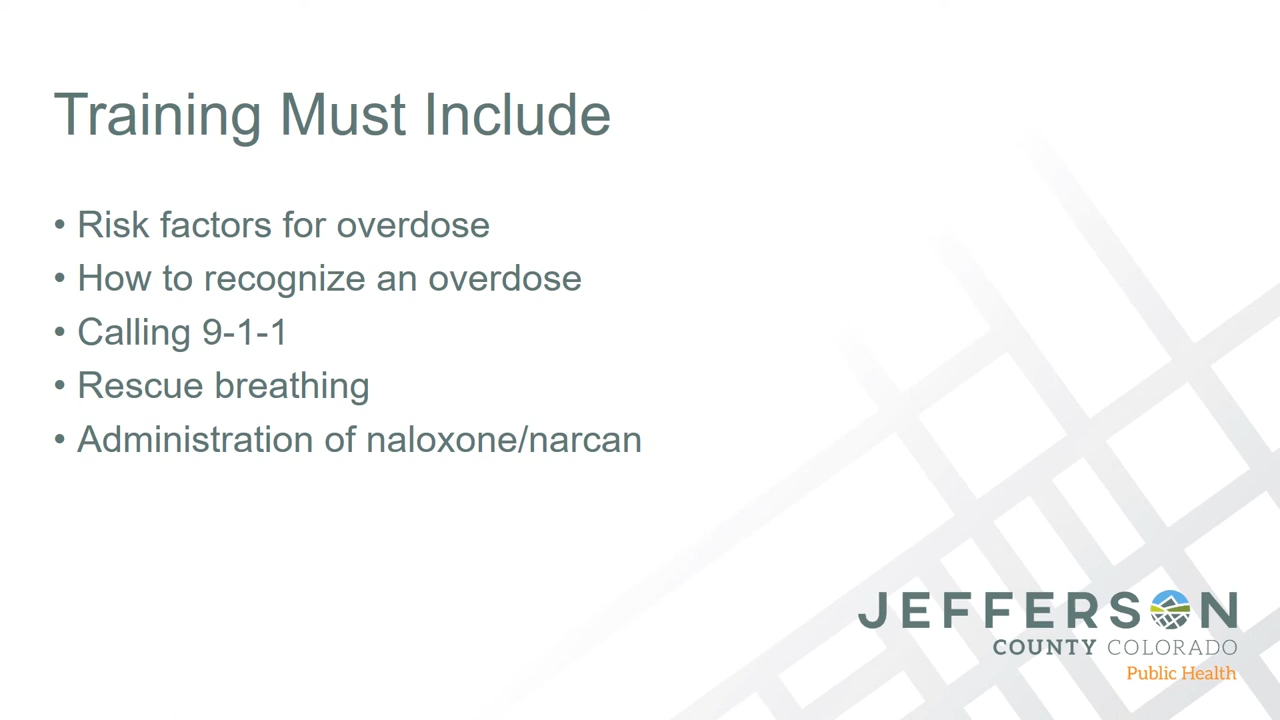 Training Must Include
• Risk factors for overdose
• How to recognize an overdose
• Calling 9-1-1
• Rescue breathing
• Administration of naloxone/narcan
JEFFERSON
COUNTY COLORADO
Public Health